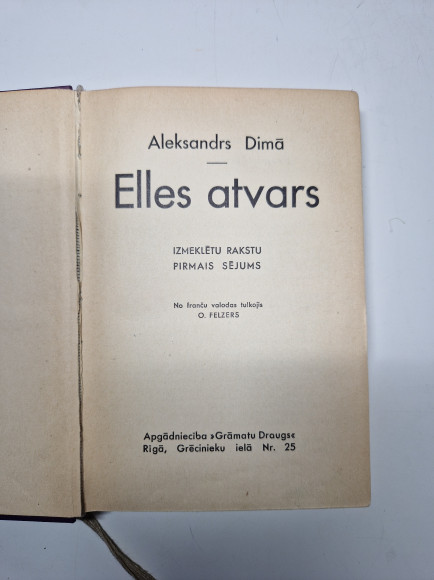 Aleksandrs Dimā
Elles atvars
IZMEKLĒTU RAKSTU
PIRMAIS SĒJUMS
No franču valodas tulkojis
O. FELZERS
Apgādniecība »Grāmatu Draugs«
Rīgā, Grēcinieku ielā Nr. 25